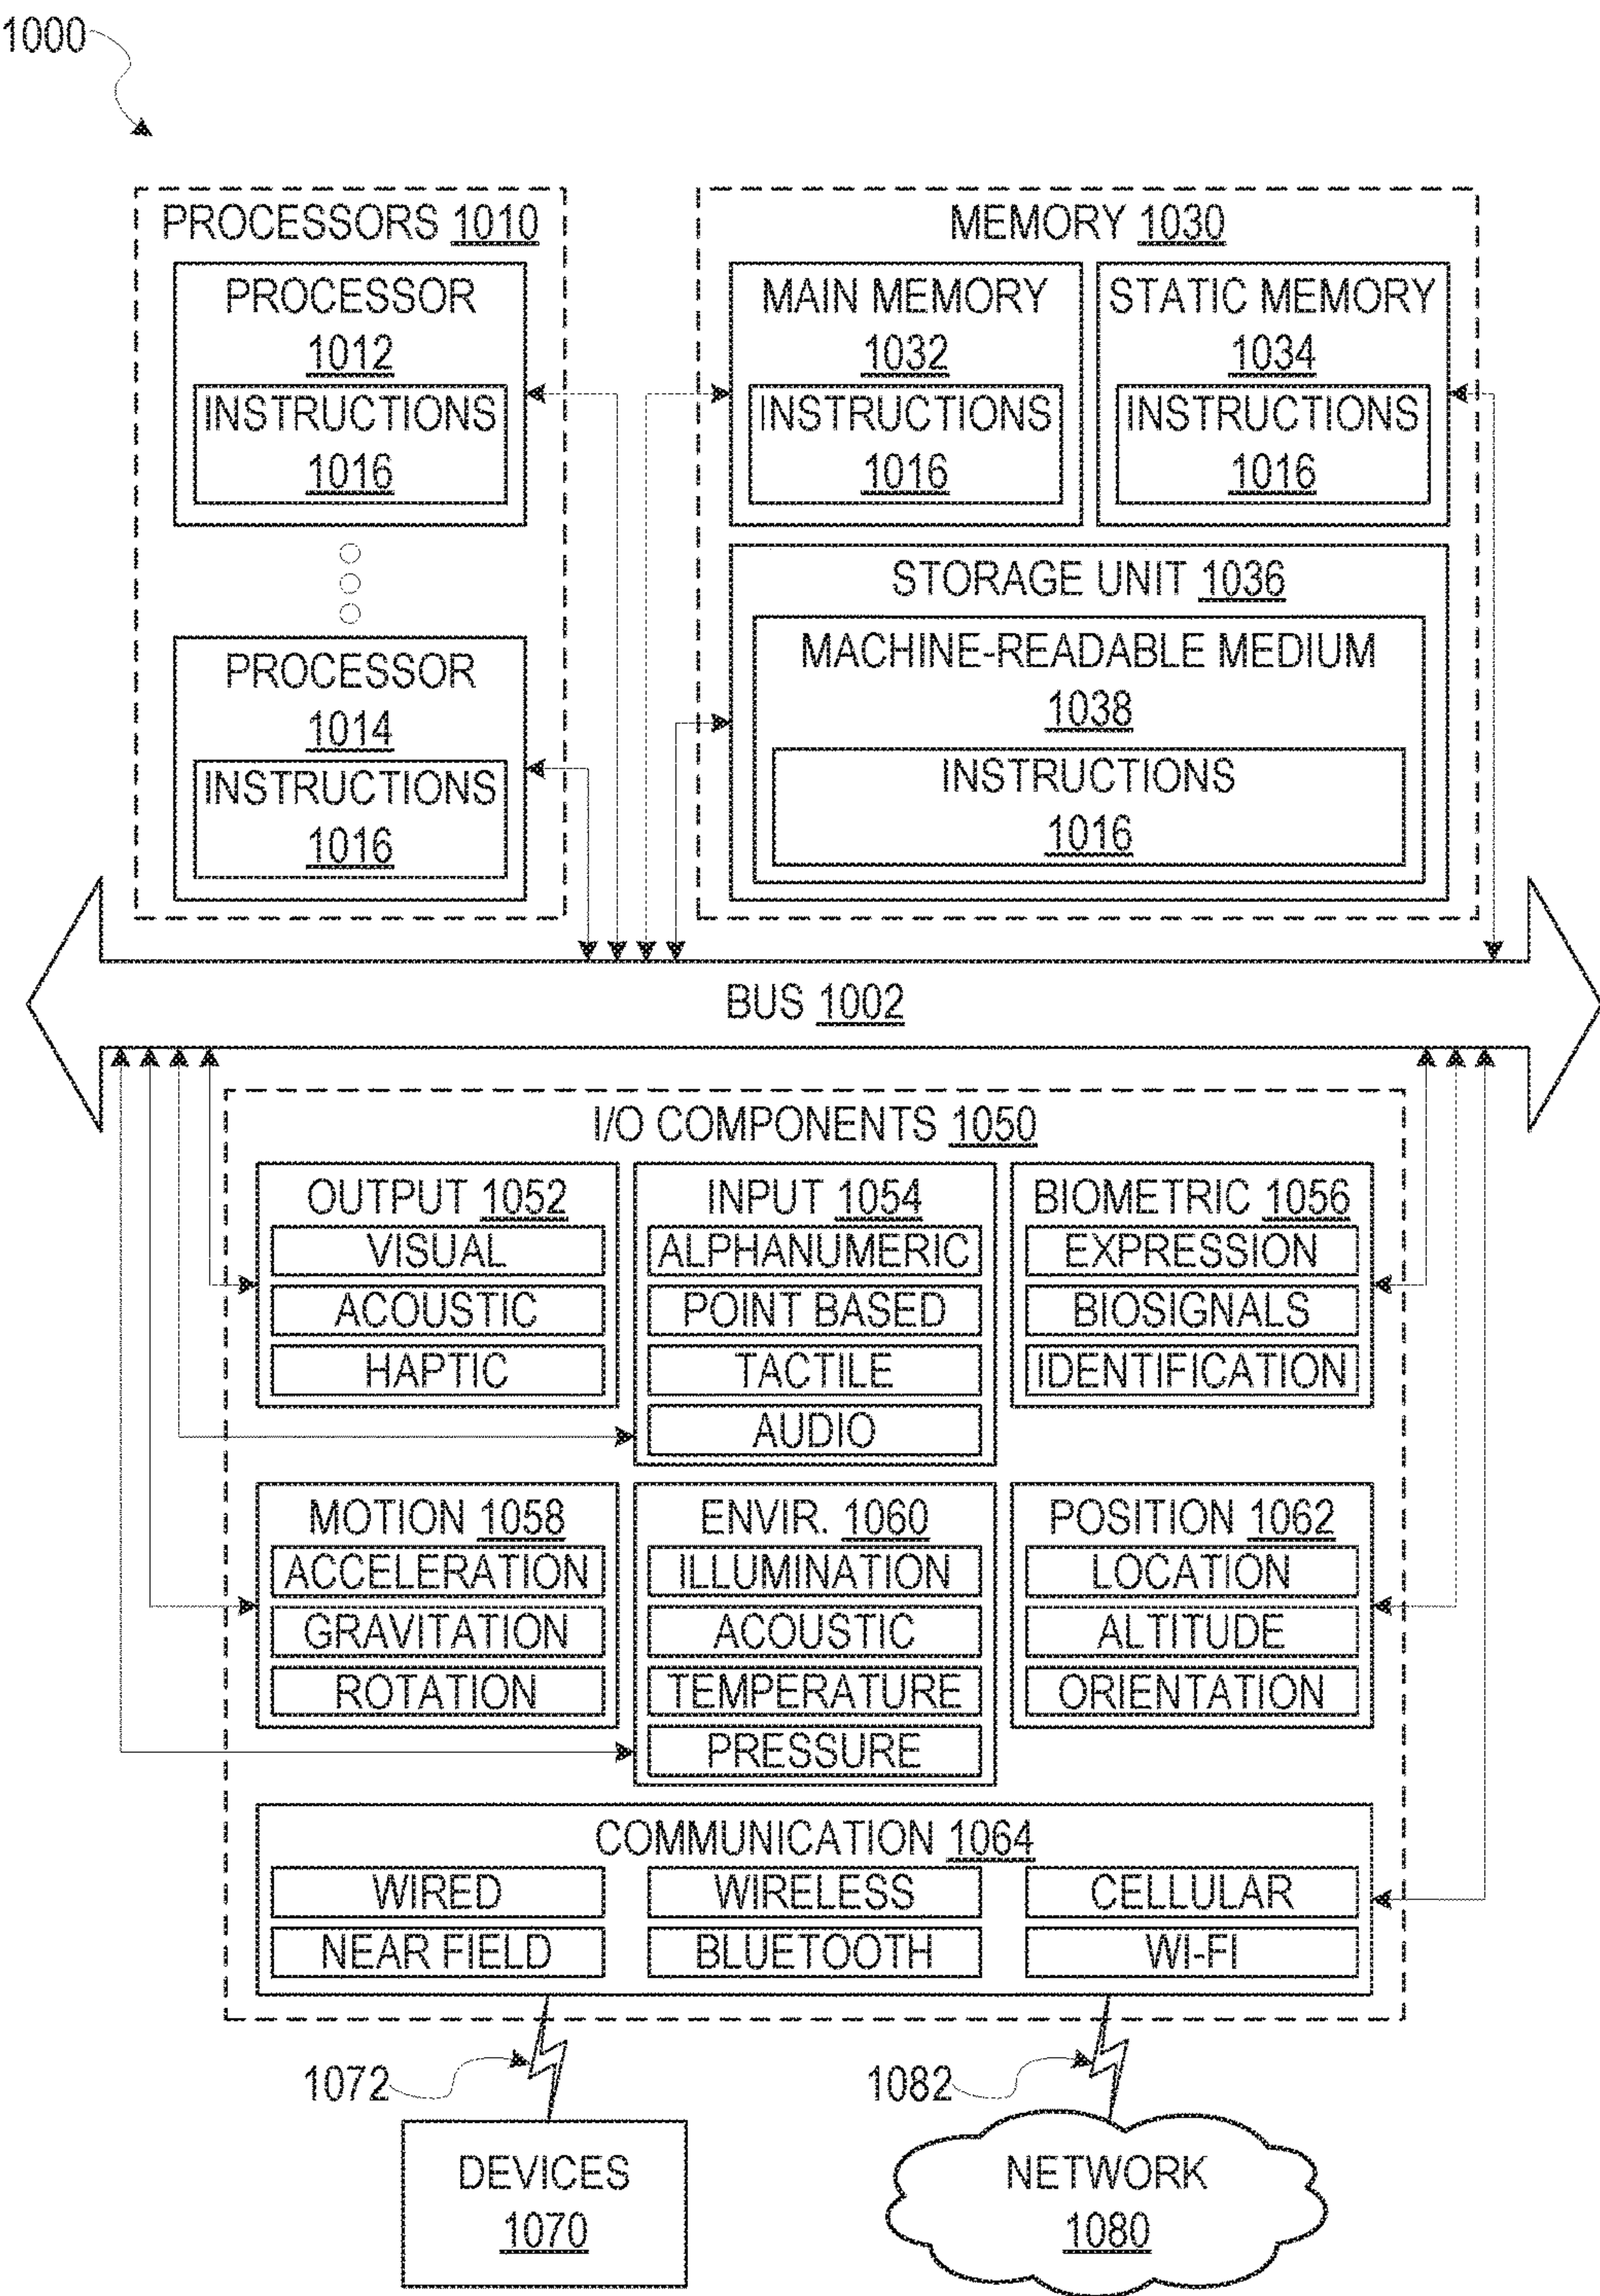 1000
PROCESSORS 1010
PROCESSOR
1012
INSTRUCTIONS
1016
PROCESSOR
1014
INSTRUCTIONS
1016
MEMORY 1030
MAIN MEMORY
1032
INSTRUCTIONS
1016
STATIC MEMORY
1034
INSTRUCTIONS
1016
STORAGE UNIT 1036
MACHINE-READABLE MEDIUM
1038
INSTRUCTIONS
1016
BUS 1002
I/O COMPONENTS 1050
OUTPUT 1052
VISUAL
ACOUSTIC
HAPTIC
INPUT 1054
ALPHANUMERIC
POINT BASED
TACTILE
AUDIO
BIOMETRIC 1056
EXPRESSION
BIOSIGNALS
IDENTIFICATION
MOTION 1058
ACCELERATION
GRAVITATION
ROTATION
ENVIR. 1060
ILLUMINATION
ACOUSTIC
TEMPERATURE
PRESSURE
POSITION 1062
LOCATION
ALTITUDE
ORIENTATION
COMMUNICATION 1064
WIRED
WIRELESS
CELLULAR
NEAR FIELD
BLUETOOTH
WI-FI
1072
1082
DEVICES
1070
NETWORK
1080